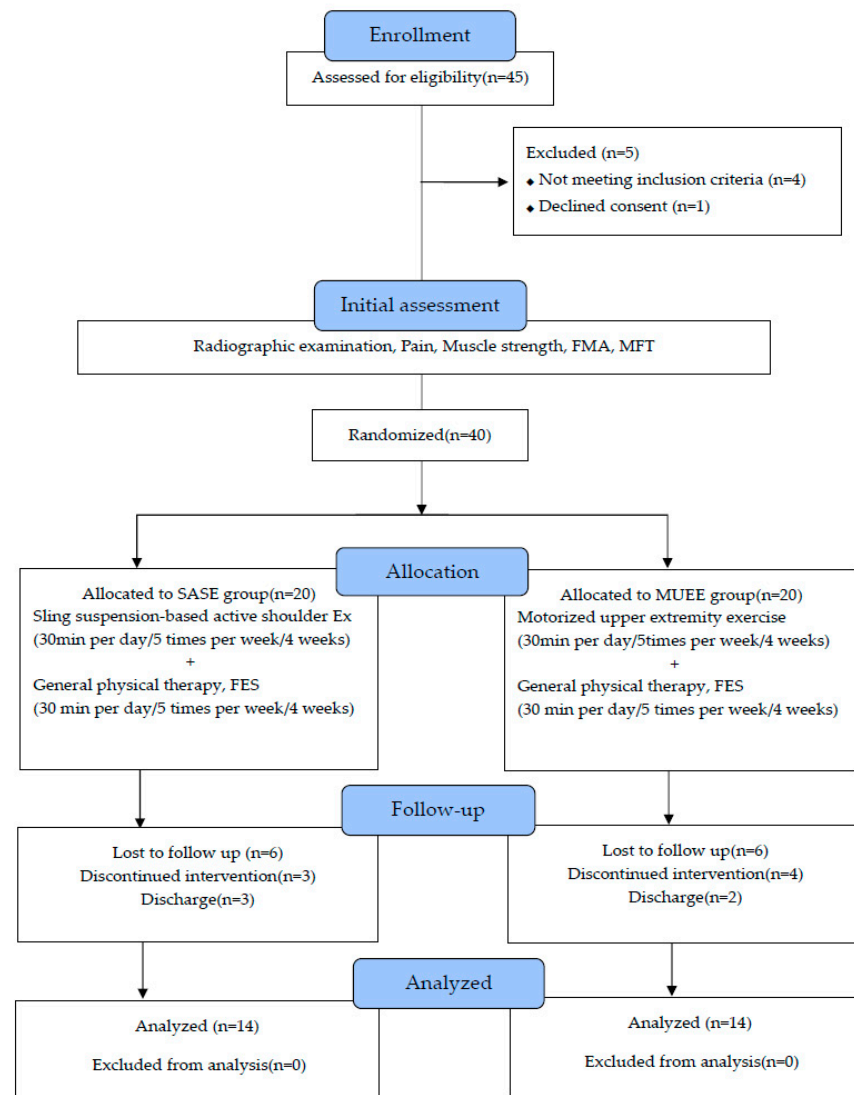 Enrollment
Assessed for eligibility(n=45)
Excluded (n=5)
◆ Not meeting inclusion criteria (n=4)
◆ Declined consent (n=1)
Initial assessment
Radiographic examination, Pain, Muscle strength, FMA, MFT
Randomized(n=40)
Allocation
Allocated to SASE group(n=20)
Sling suspension-based active shoulder Ex
(30min per day/5 times per week/4 weeks)
+
General physical therapy, FES
(30 min per day/5 times per week/4 weeks)
Allocated to MUEE group(n=20)
Motorized upper extremity exercise
(30min per day/5times per week/4 weeks)
+
General physical therapy, FES
(30 min per day/5 times per week/4 weeks)
Follow-up
Lost to follow up (n=6)
Discontinued intervention(n=3)
Discharge(n=3)
Lost to follow up(n=6)
Discontinued intervention(n=4)
Discharge(n=2)
Analyzed
Analyzed (n=14)
Excluded from analysis(n=0)
Analyzed (n=14)
Excluded from analysis(n=0)